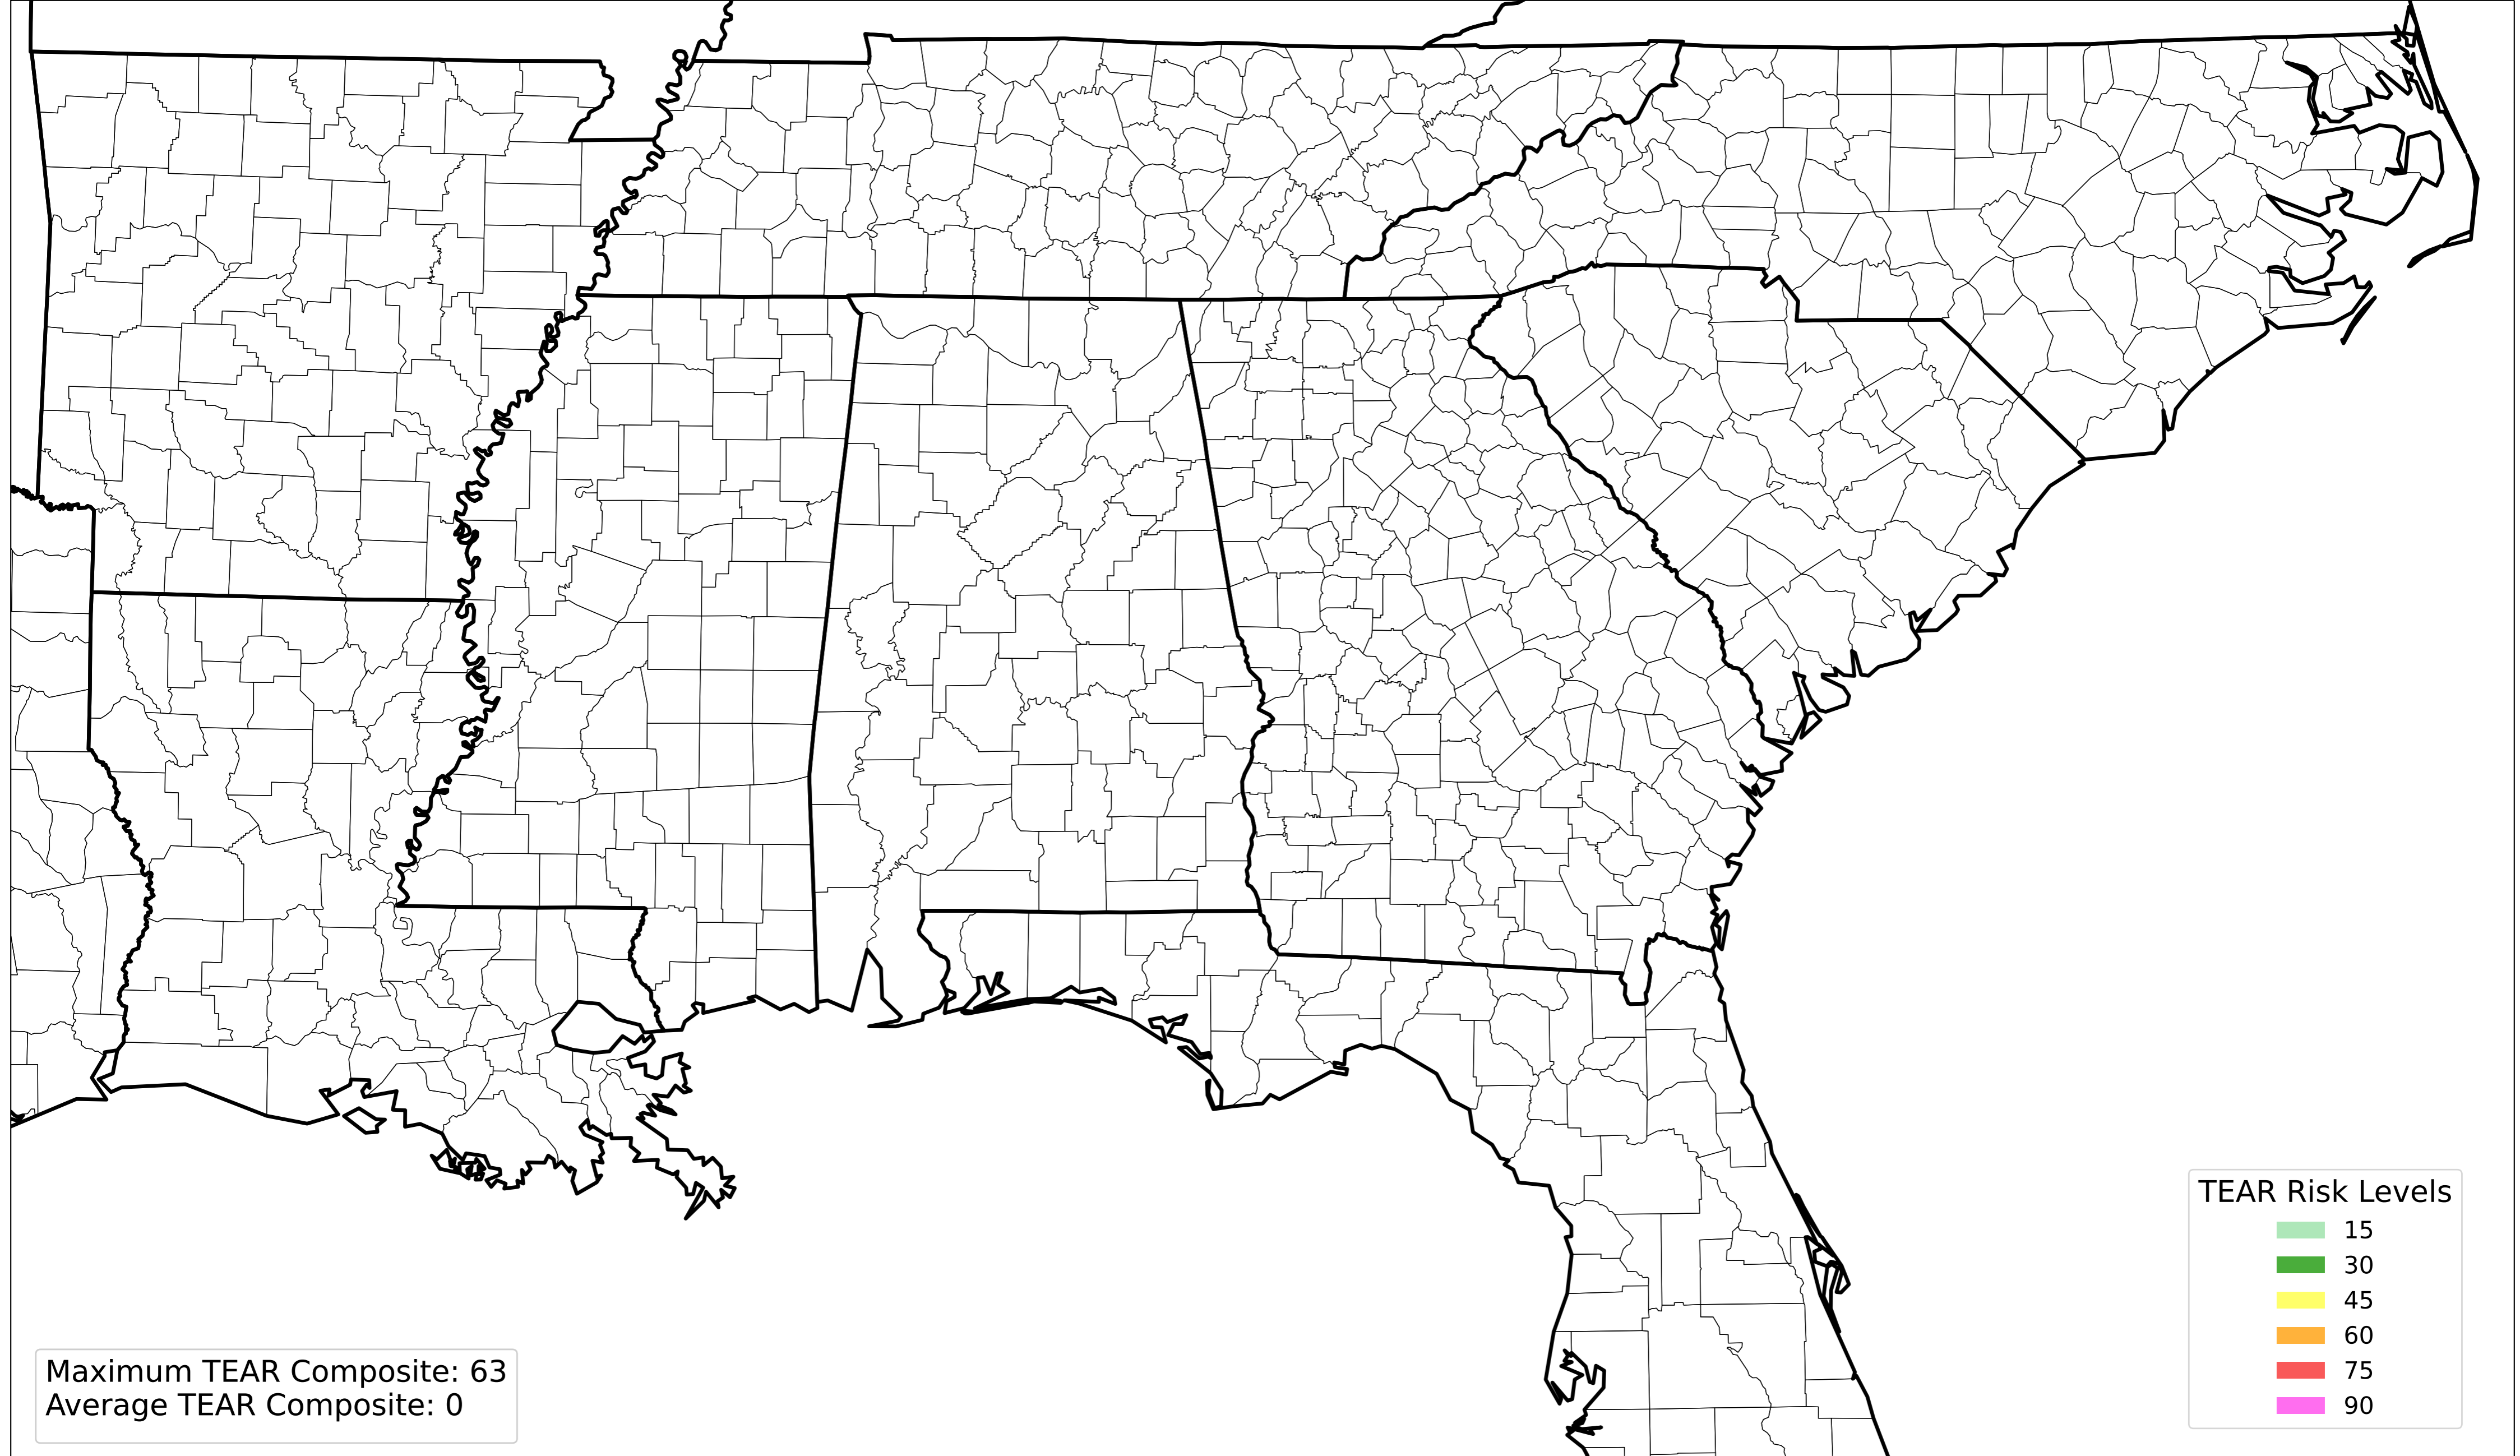 TEAR Risk Levels
15
30
45
60
75
90
Maximum TEAR Composite: 63
Average TEAR Composite: 0